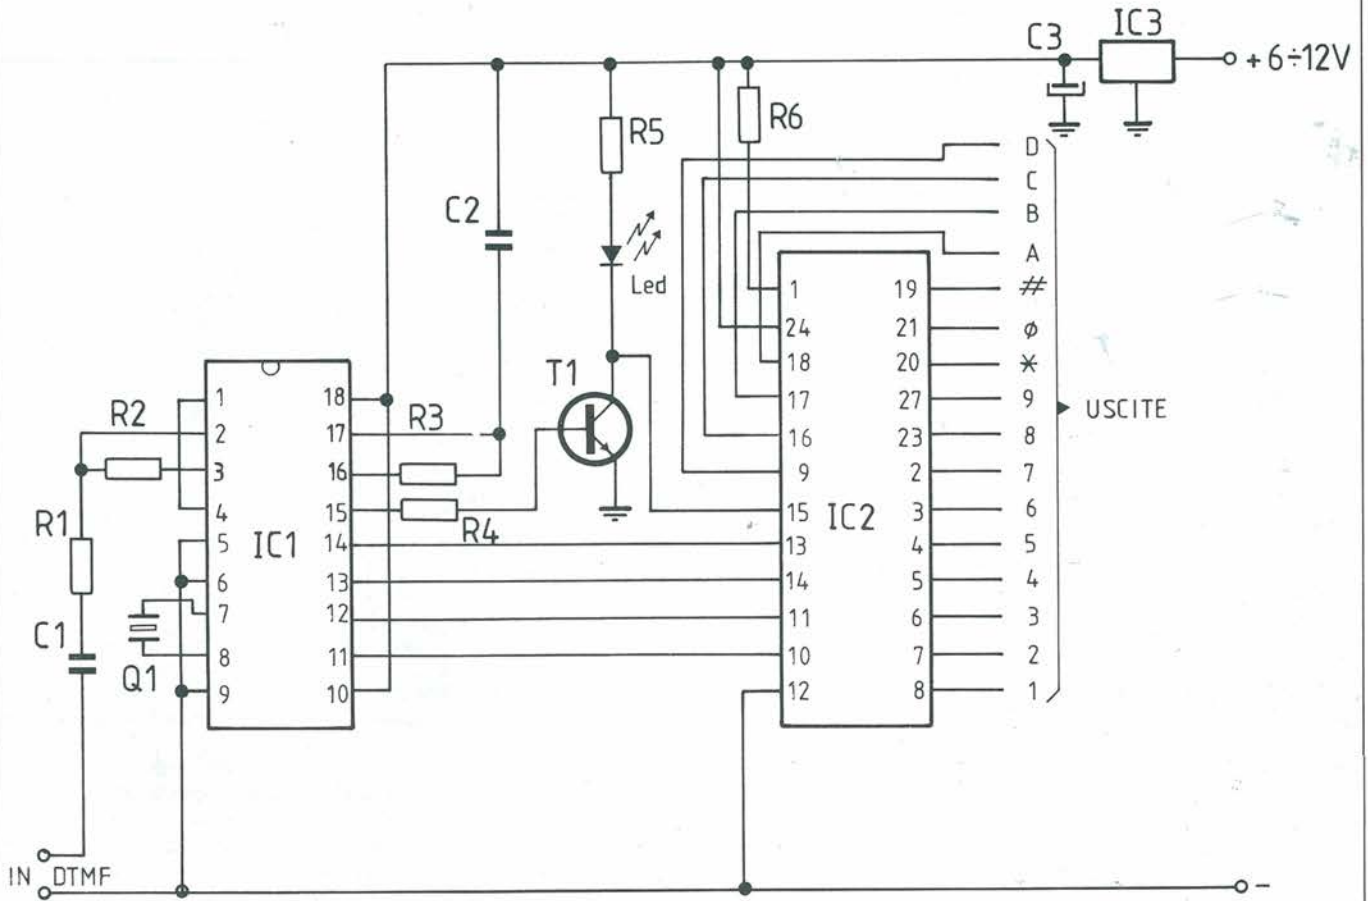 C3
IC3
+ 6÷12V
R5
R6
D
C
C2
B
A
Led
1 19 #
24 21 ϕ
T1
18 20 *
1 18
17 27 9
USCITE
R2
R3
2 17
16 23 8
3 16
9 2 7
4 15
R4
15 IC2 3 6
R1
5 IC1 14
13 4 5
6 13
14 5 4
7 12
11 6 3
C1
8 11
10 7 2
Q1
9 10
12 8 1
IN DTMF
-